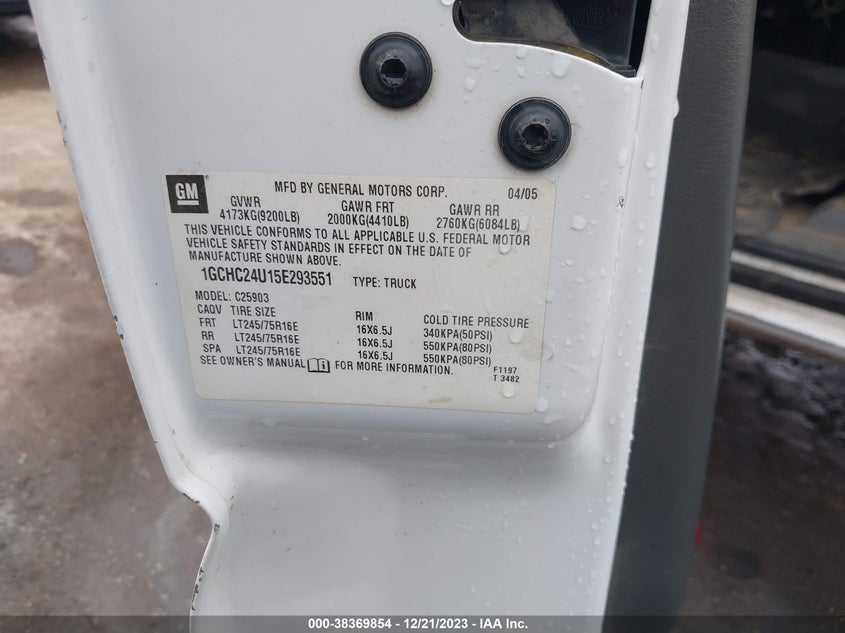 GM
MFD BY GENERAL MOTORS CORP. 04/05
GVWR GAWR FRT GAWR RR
4173KG(9200LB) 2000KG(4410LB) 2760KG(6084LB)
THIS VEHICLE CONFORMS TO ALL APPLICABLE U.S. FEDERAL MOTOR
VEHICLE SAFETY STANDARDS IN EFFECT ON THE DATE OF
MANUFACTURE SHOWN ABOVE.
1GCHC24U15E293551 TYPE: TRUCK
MODEL: C25903
CAQV TIRE SIZE RIM COLD TIRE PRESSURE
FRT LT245/75R16E 16X6.5J 340KPA(50PSI)
RR LT245/75R16E 16X6.5J 550KPA(80PSI)
SPA LT245/75R16E 16X6.5J 550KPA(80PSI)
SEE OWNER'S MANUAL FOR MORE INFORMATION.
F1197
T 3482
000-38369854 - 12/21/2023 - IAA Inc.